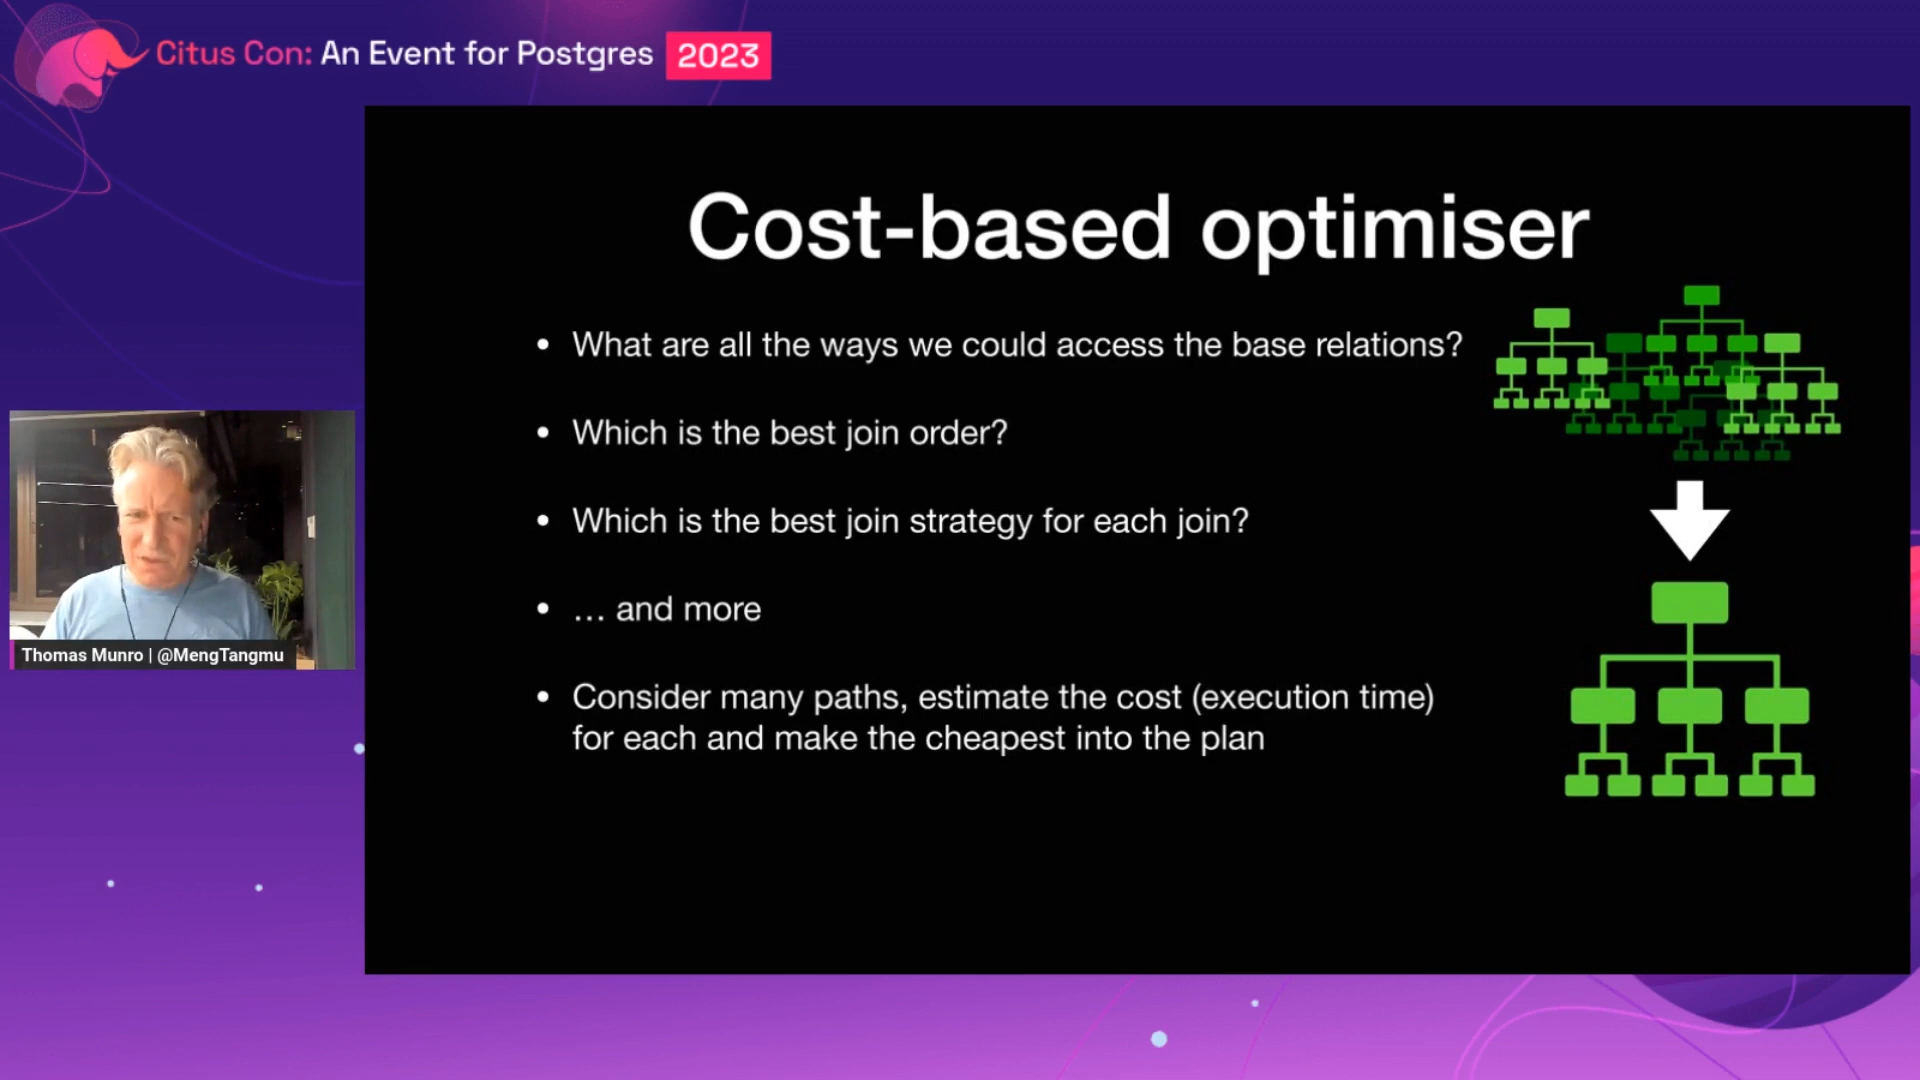 Citus Con: An Event for Postgres 2023
Cost-based optimiser
• What are all the ways we could access the base relations?
• Which is the best join order?
• Which is the best join strategy for each join?
• … and more
• Consider many paths, estimate the cost (execution time)
for each and make the cheapest into the plan
Thomas Munro | @MengTangmu